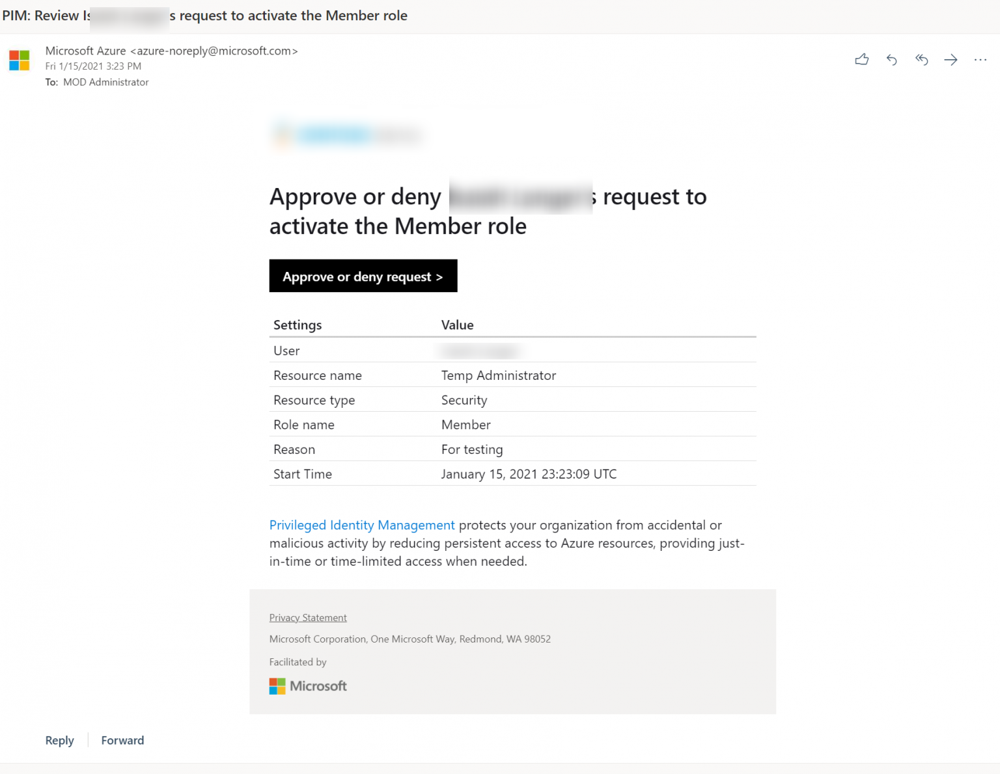 PIM: Review Is s request to activate the Member role
Microsoft Azure <azure-noreply@microsoft.com>
Fri 1/15/2021 3:23 PM
To: MOD Administrator
Approve or deny s request to
activate the Member role
Approve or deny request >
Settings Value
User
Resource name Temp Administrator
Resource type Security
Role name Member
Reason For testing
Start Time January 15, 2021 23:23:09 UTC
Privileged Identity Management protects your organization from accidental or
malicious activity by reducing persistent access to Azure resources, providing just-
in-time or time-limited access when needed.
Privacy Statement
Microsoft Corporation, One Microsoft Way, Redmond, WA 98052
Facilitated by
Microsoft
Reply Forward